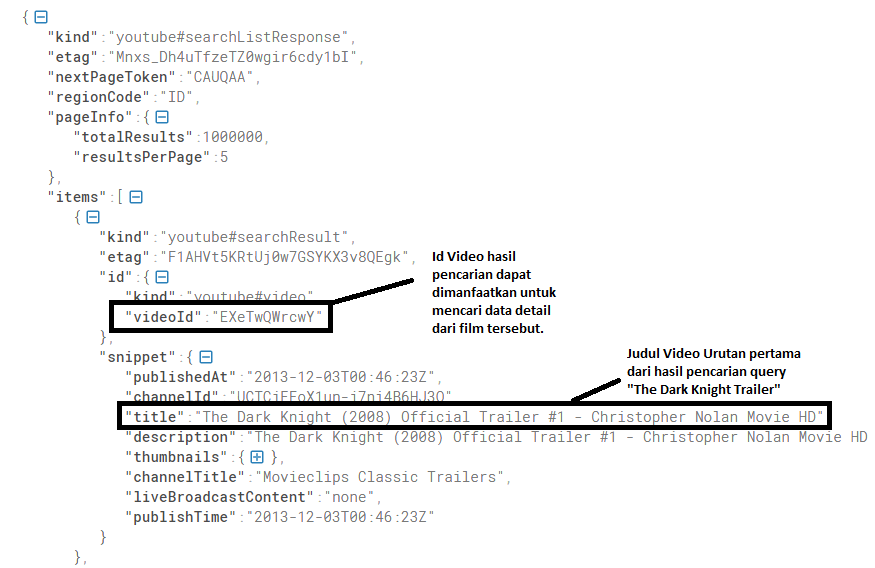 {
"kind":"youtube#searchListResponse",
"etag":"Mnxs_Dh4uTfzeTZ0wgir6cdy1bI",
"nextPageToken":"CAUQAA",
"regionCode":"ID",
"pageInfo":{
"totalResults":1000000,
"resultsPerPage":5
},
"items":[
{
"kind":"youtube#searchResult",
"etag":"F1AHVt5KRtUj0w7GSYKX3v8QEgk",
"id":{
"kind":"youtube#video"
"videoId":"EXeTwQWrcwY"
},
Id Video hasil
pencarian dapat
dimanfaatkan untuk
mencari data detail
dari film tersebut.
"snippet":{
"publishedAt":"2013-12-03T00:46:23Z",
"channelId":
Judul Video Urutan pertama
dari hasil pencarian query
"The Dark Knight Trailer"
"title":"The Dark Knight (2008) Official Trailer #1 - Christopher Nolan Movie HD"
"description":"The Dark Knight (2008) Official Trailer #1 - Christopher Nolan Movie HD
"thumbnails":{ },
"channelTitle":"Movieclips Classic Trailers",
"liveBroadcastContent":"none",
"publishTime":"2013-12-03T00:46:23Z"
}
},